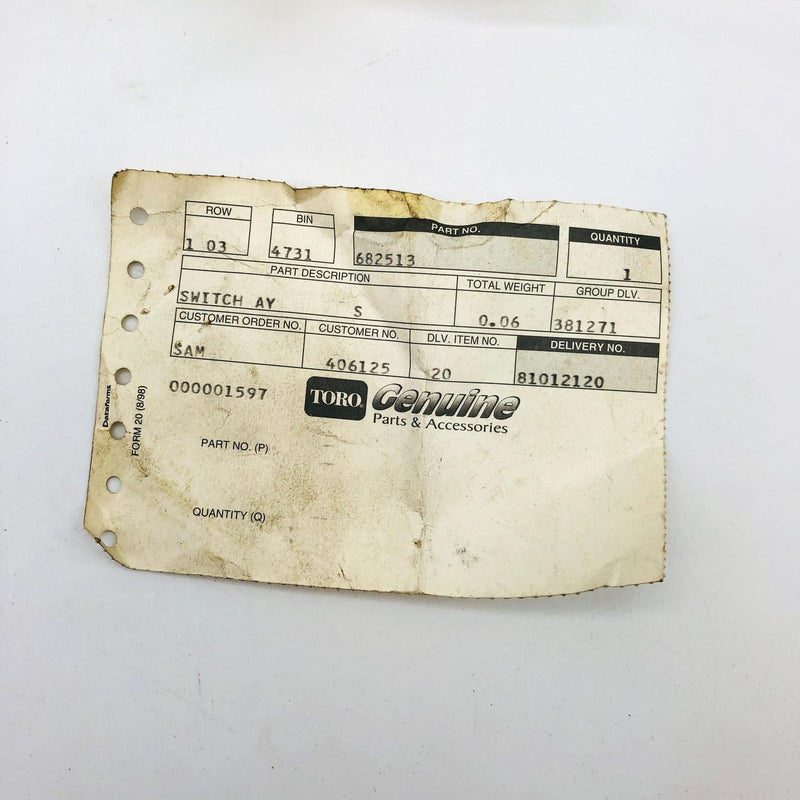 ROW BIN PART NO. QUANTITY
1 03 4731 682513 1
PART DESCRIPTION TOTAL WEIGHT GROUP DLV.
SWITCH AY S 0.06 381271
CUSTOMER ORDER NO. CUSTOMER NO. DLV. ITEM NO. DELIVERY NO.
SAM 406125 20 81012120
000001597 TORO Genuine
Parts & Accessories
PART NO. (P)
QUANTITY (Q)
Dataforms
FORM 20 (8/98)